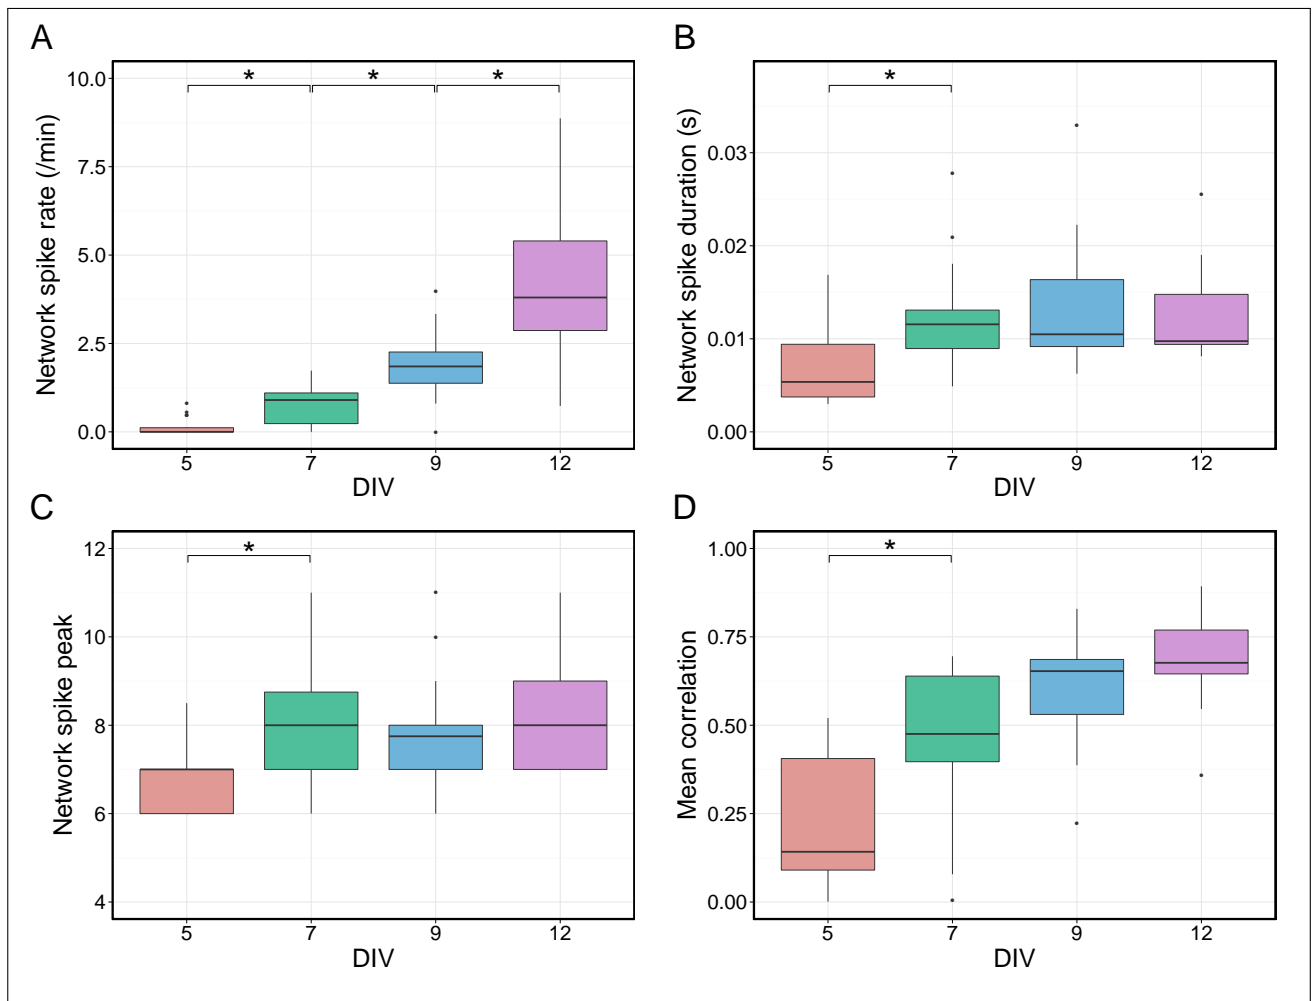 A
Network spike rate (/min)
10.0
7.5
5.0
2.5
0.0
* * *
5 7 9 12
DIV
B
Network spike duration (s)
0.03
0.02
0.01
0.00
*
5 7 9 12
DIV
C
Network spike peak
12
10
8
6
4
*
5 7 9 12
DIV
D
Mean correlation
1.00
0.75
0.50
0.25
0.00
*
5 7 9 12
DIV